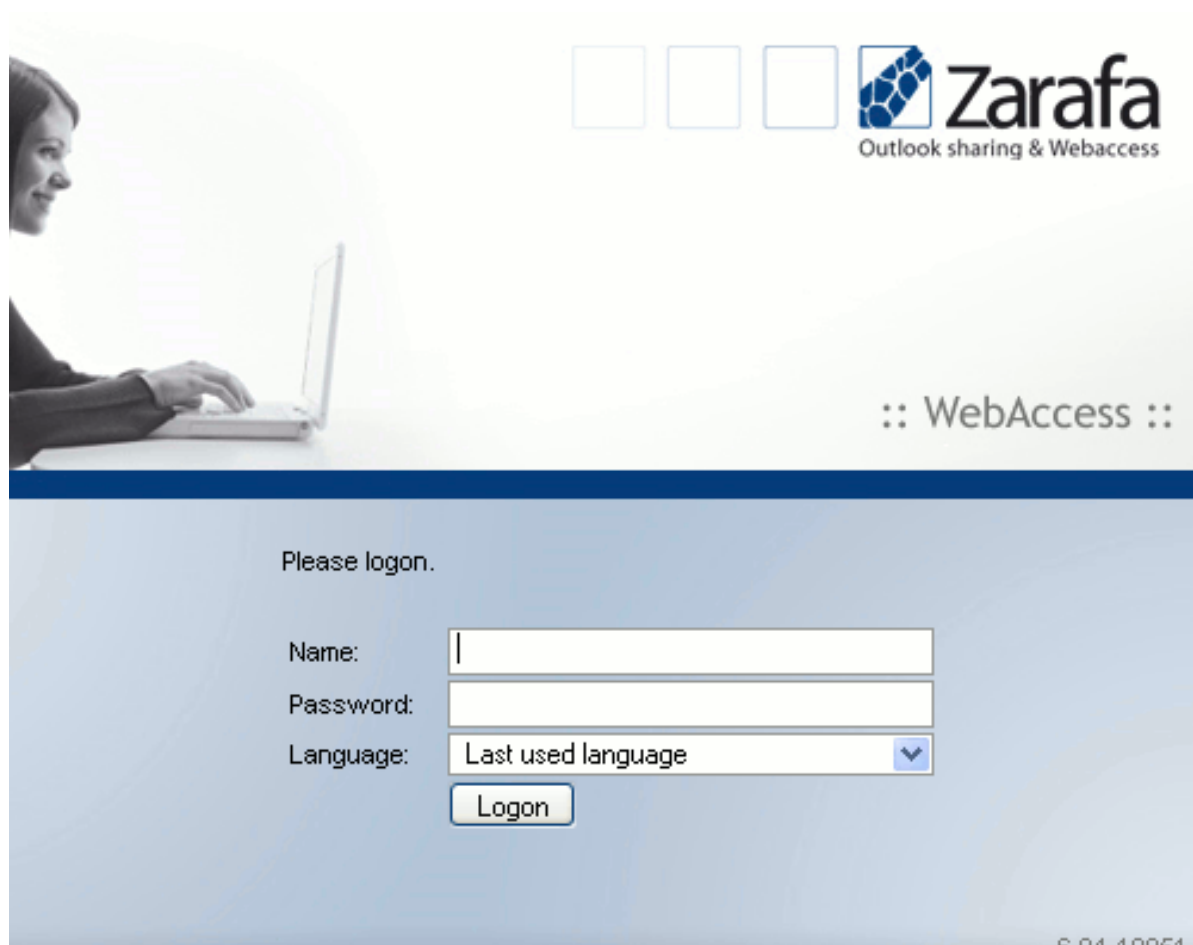 Zarafa
Outlook sharing & Webaccess
:: WebAccess ::
Please logon.
Name:
Password:
Language: Last used language
Logon